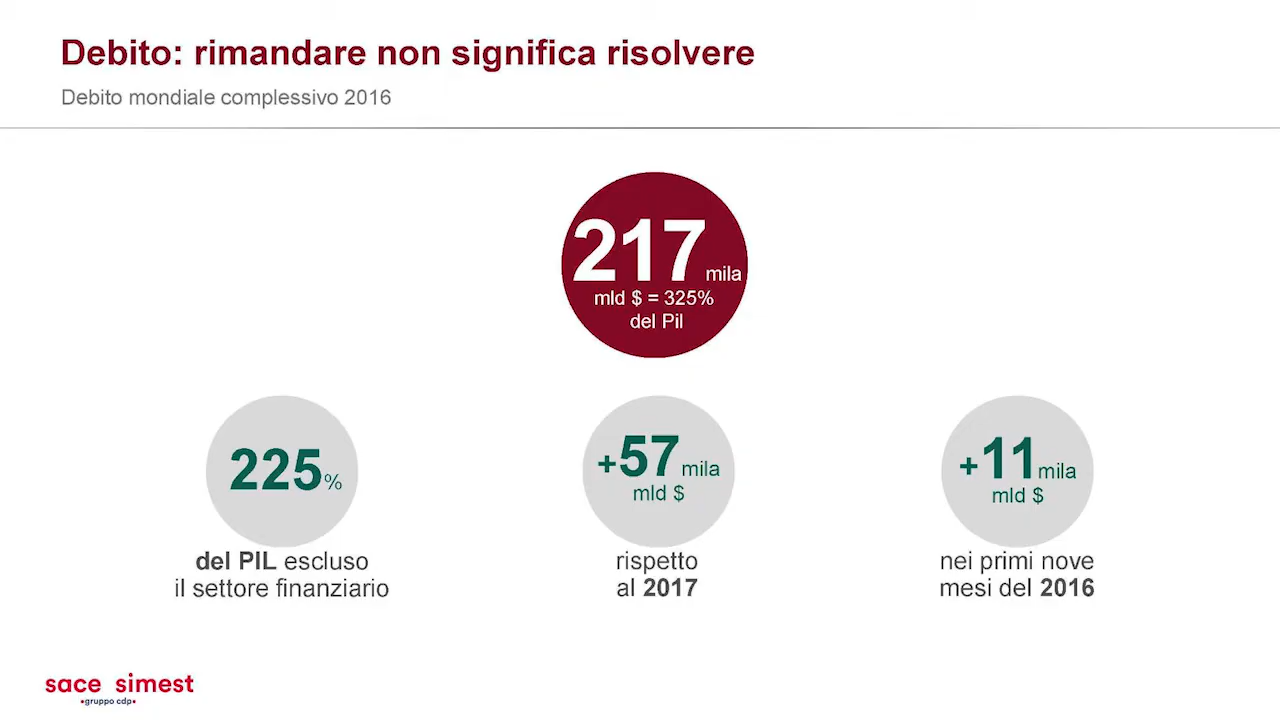 Debito: rimandare non significa risolvere
Debito mondiale complessivo 2016
217 mila
mld $ = 325%
del Pil
225%
del PIL escluso
il settore finanziario
+57 mila
mld $
rispetto
al 2017
+11 mila
mld $
nei primi nove
mesi del 2016
sace simest
•gruppo cdp•